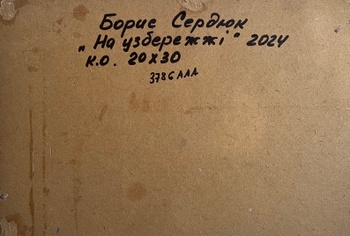 Борис Сердюк
„На узбережжі" 2024
к.о. 20х30
3786 ААА